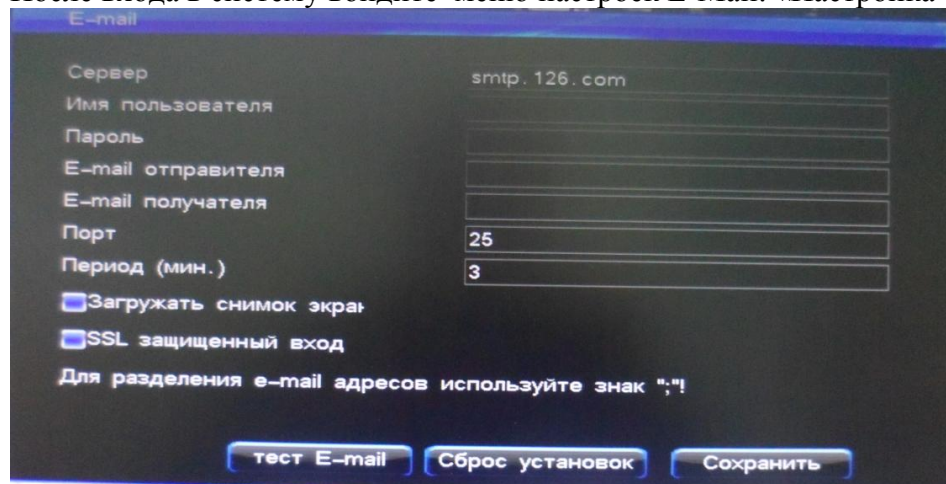 E-mail
Сервер smtp.126.com
Имя пользователя
Пароль
E-mail отправителя
E-mail получателя
Порт 25
Период (мин.) 3
Загружать снимок экран
SSL защищенный вход
Для разделения e-mail адресов используйте знак ";"!
тест E-mail Сброс установок Сохранить